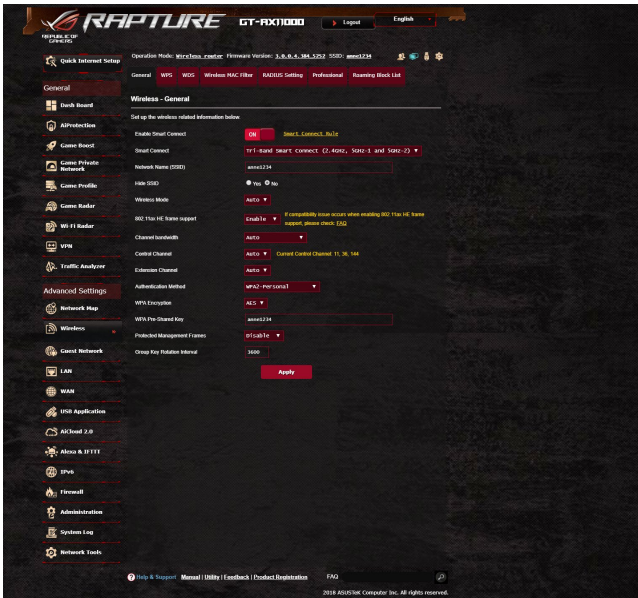 REPUBLIC OF
GAMERS
RAPTURE GT-AX11000 Logout English
Operation Mode: Wireless router Firmware Version: 3.0.0.4.384_5252 SSID: anne1234
Quick Internet Setup
General WPS WDS Wireless MAC Filter RADIUS Setting Professional Roaming Block List
General
Dash Board
AiProtection
Game Boost
Game Private
Network
Game Profile
Game Radar
Wi-Fi Radar
VPN
Traffic Analyzer
Advanced Settings
Network Map
Wireless
Guest Network
LAN
WAN
USB Application
AiCloud 2.0
Alexa & IFTTT
IPv6
Firewall
Administration
System Log
Network Tools
Wireless - General
Set up the wireless related information below.
Enable Smart Connect ON Smart Connect Rule
Smart Connect Tri-Band Smart Connect (2.4GHz, 5GHz-1 and 5GHz-2)
Network Name (SSID) anne1234
Hide SSID Yes No
Wireless Mode Auto
802.11ax HE frame support Enable If compatibility issue occurs when enabling 802.11ax HE frame
support, please check: FAQ
Channel bandwidth Auto
Control Channel Auto Current Control Channel: 11, 36, 144
Extension Channel Auto
Authentication Method WPA2-Personal
WPA Encryption AES
WPA Pre-Shared Key anne1234
Protected Management Frames Disable
Group Key Rotation Interval 3600
Apply
Help & Support Manual | Utility | Feedback | Product Registration FAQ
2018 ASUSTeK Computer Inc. All rights reserved.